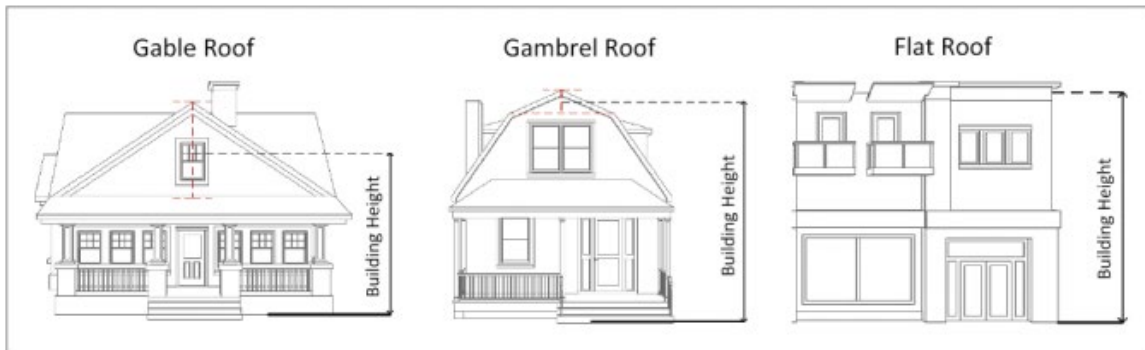 Gable Roof
Gambrel Roof
Flat Roof
Building Height
Building Height
Building Height